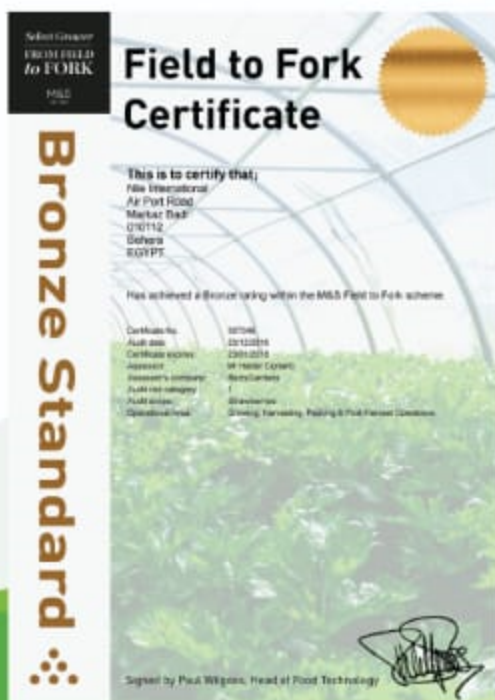 Select Grower
FROM FIELD
to FORK
M&S
Field to Fork
Certificate
Bronze Standard
This is to certify that;
Nile International
Air Port Road
Markaz Badr
010112
Behera
EGYPT
Has achieved a Bronze rating within the M&S Field to Fork scheme.
Certificate No.
Audit date
Certificate expires
Assessor
Assessor's company
Audit risk category 1
Audit scope Strawberries
Operational Areas Growing, Harvesting, Packing & Post Harvest Operations
Signed by Paul Willgoss, Head of Food Technology